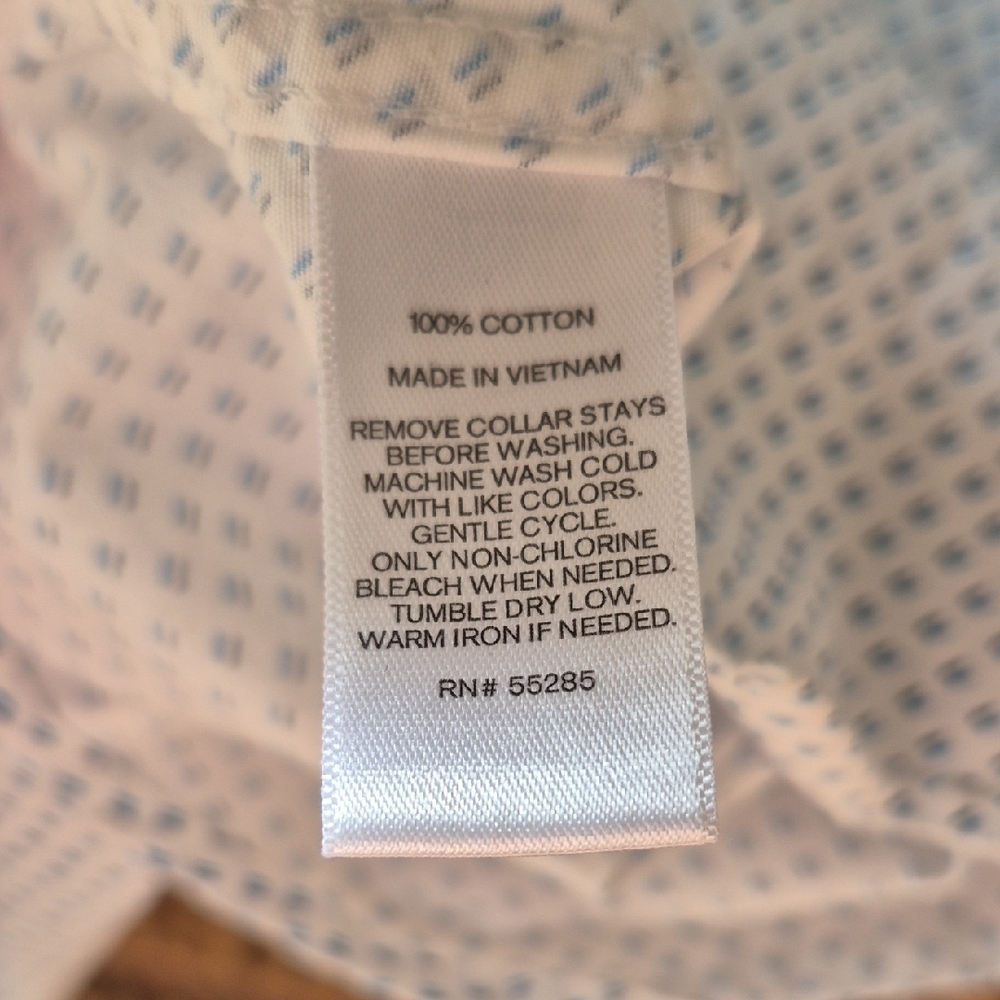 100% COTTON
MADE IN VIETNAM
REMOVE COLLAR STAYS
BEFORE WASHING.
MACHINE WASH COLD
WITH LIKE COLORS.
GENTLE CYCLE.
ONLY NON-CHLORINE
BLEACH WHEN NEEDED.
TUMBLE DRY LOW.
WARM IRON IF NEEDED.
RN# 55285